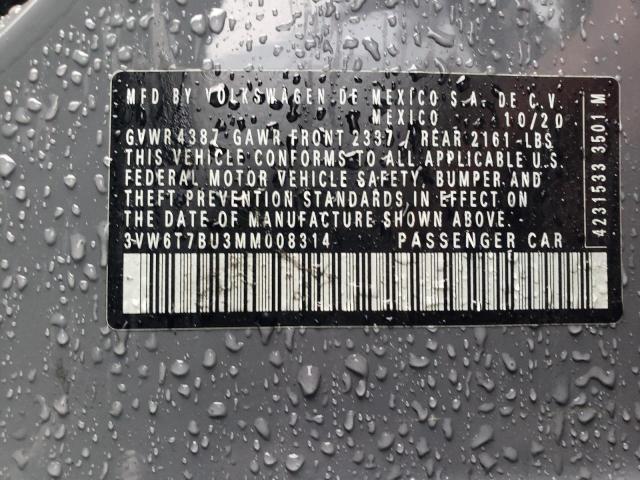 MFD BY VOLKSWAGEN DE MEXICO S.A. DE C.V.
MEXICO 10/20
GVWR 4387 GAWR FRONT 2337 / REAR 2161 -LBS
THIS VEHICLE CONFORMS TO ALL APPLICABLE U.S.
FEDERAL MOTOR VEHICLE SAFETY, BUMPER AND
THEFT PREVENTION STANDARDS IN EFFECT ON
THE DATE OF MANUFACTURE SHOWN ABOVE.
3VW6T7BU3MM008314 PASSENGER CAR
4231533 3501 M